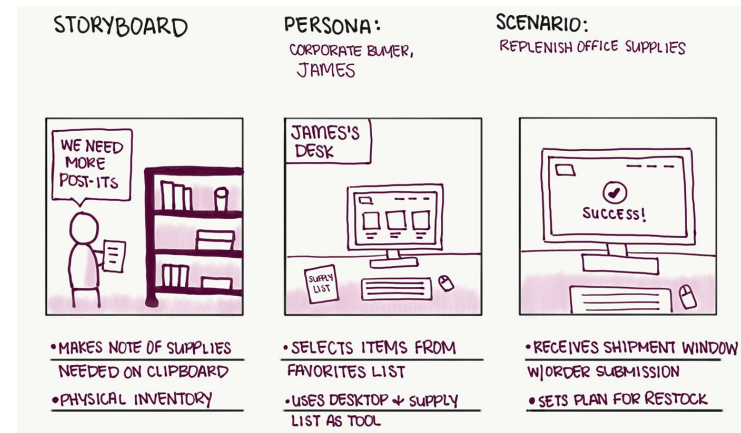 STORYBOARD
PERSONA:
CORPORATE BUYER,
JAMES
SCENARIO:
REPLENISH OFFICE SUPPLIES
WE NEED
MORE
POST-ITS
• MAKES NOTE OF SUPPLIES
NEEDED ON CLIPBOARD
• PHYSICAL INVENTORY
JAMES'S
DESK
SUPPLY
LIST
• SELECTS ITEMS FROM
FAVORITES LIST
• USES DESKTOP + SUPPLY
LIST AS TOOL
SUCCESS!
• RECEIVES SHIPMENT WINDOW
W/ORDER SUBMISSION
• SETS PLAN FOR RESTOCK